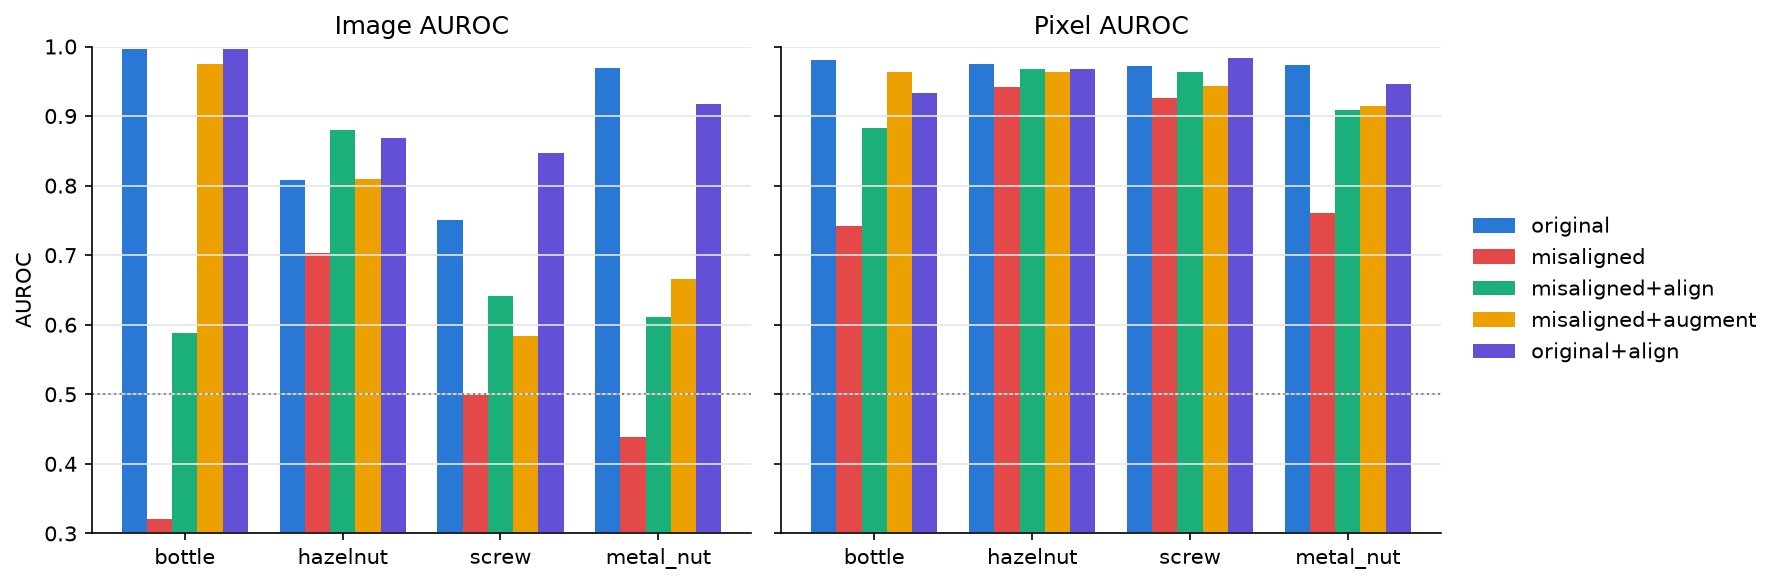 Image AUROC
Pixel AUROC
AUROC
1.0
0.9
0.8
0.7
0.6
0.5
0.4
0.3
bottle
hazelnut
screw
metal_nut
bottle
hazelnut
screw
metal_nut
original
misaligned
misaligned+align
misaligned+augment
original+align